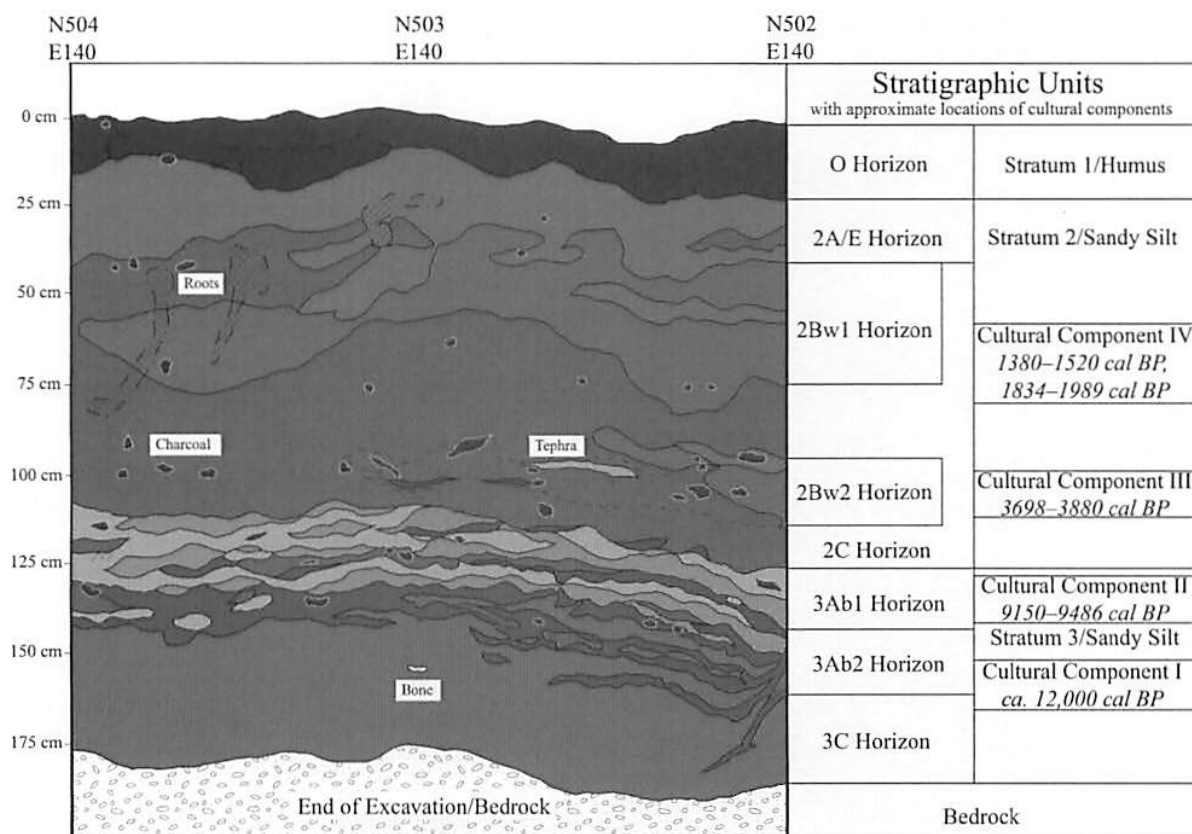 N504
E140
N503
E140
N502
E140
Stratigraphic Units
with approximate locations of cultural components
0 cm
25 cm
50 cm
75 cm
100 cm
125 cm
150 cm
175 cm
Roots
Charcoal
Tephra
Bone
End of Excavation/Bedrock
O Horizon
Stratum 1/Humus
2A/E Horizon
Stratum 2/Sandy Silt
2Bw1 Horizon
Cultural Component IV
1380–1520 cal BP,
1834–1989 cal BP
2Bw2 Horizon
Cultural Component III
3698–3880 cal BP
2C Horizon
3Ab1 Horizon
Cultural Component II
9150–9486 cal BP
Stratum 3/Sandy Silt
3Ab2 Horizon
Cultural Component I
ca. 12,000 cal BP
3C Horizon
Bedrock